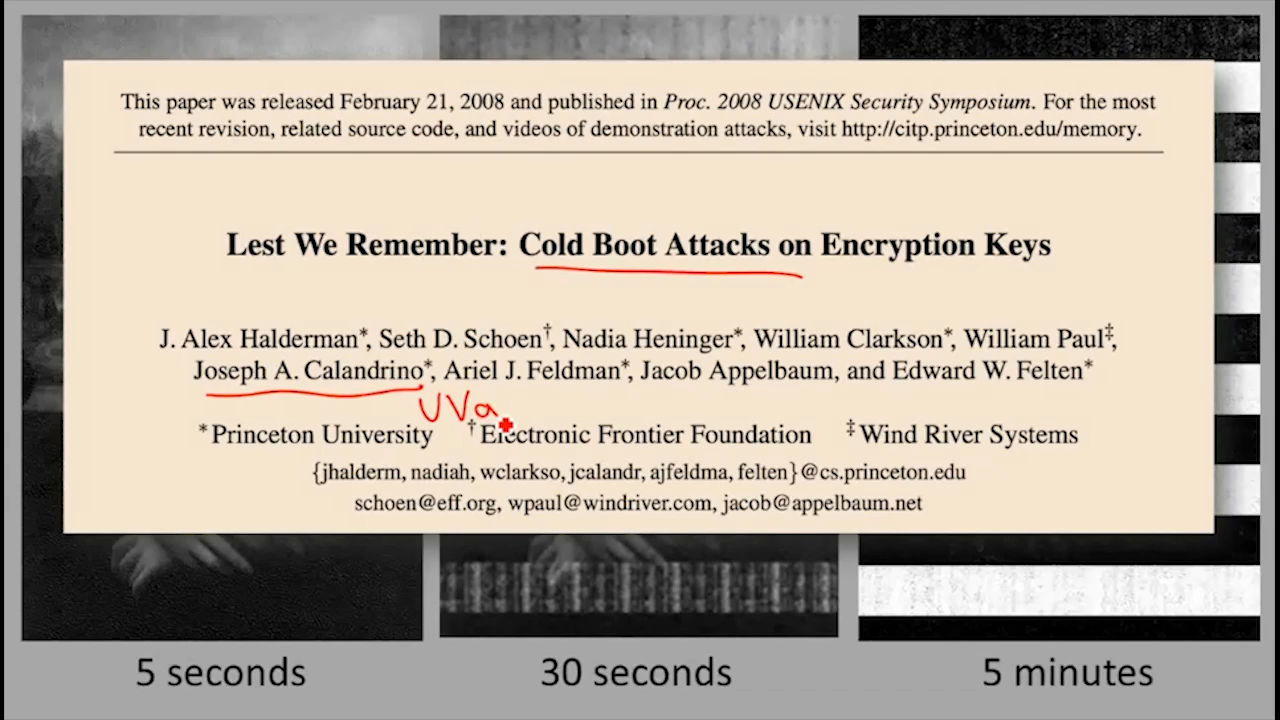 This paper was released February 21, 2008 and published in Proc. 2008 USENIX Security Symposium. For the most
recent revision, related source code, and videos of demonstration attacks, visit http://citp.princeton.edu/memory.
Lest We Remember: Cold Boot Attacks on Encryption Keys
J. Alex Halderman*, Seth D. Schoen†, Nadia Heninger*, William Clarkson*, William Paul‡,
Joseph A. Calandrino*, Ariel J. Feldman*, Jacob Appelbaum, and Edward W. Felten*
UVa
*Princeton University †Electronic Frontier Foundation ‡Wind River Systems
{jhalderm, nadiah, wclarkso, jcalandr, ajfeldma, felten}@cs.princeton.edu
schoen@eff.org, wpaul@windriver.com, jacob@appelbaum.net
5 seconds 30 seconds 5 minutes